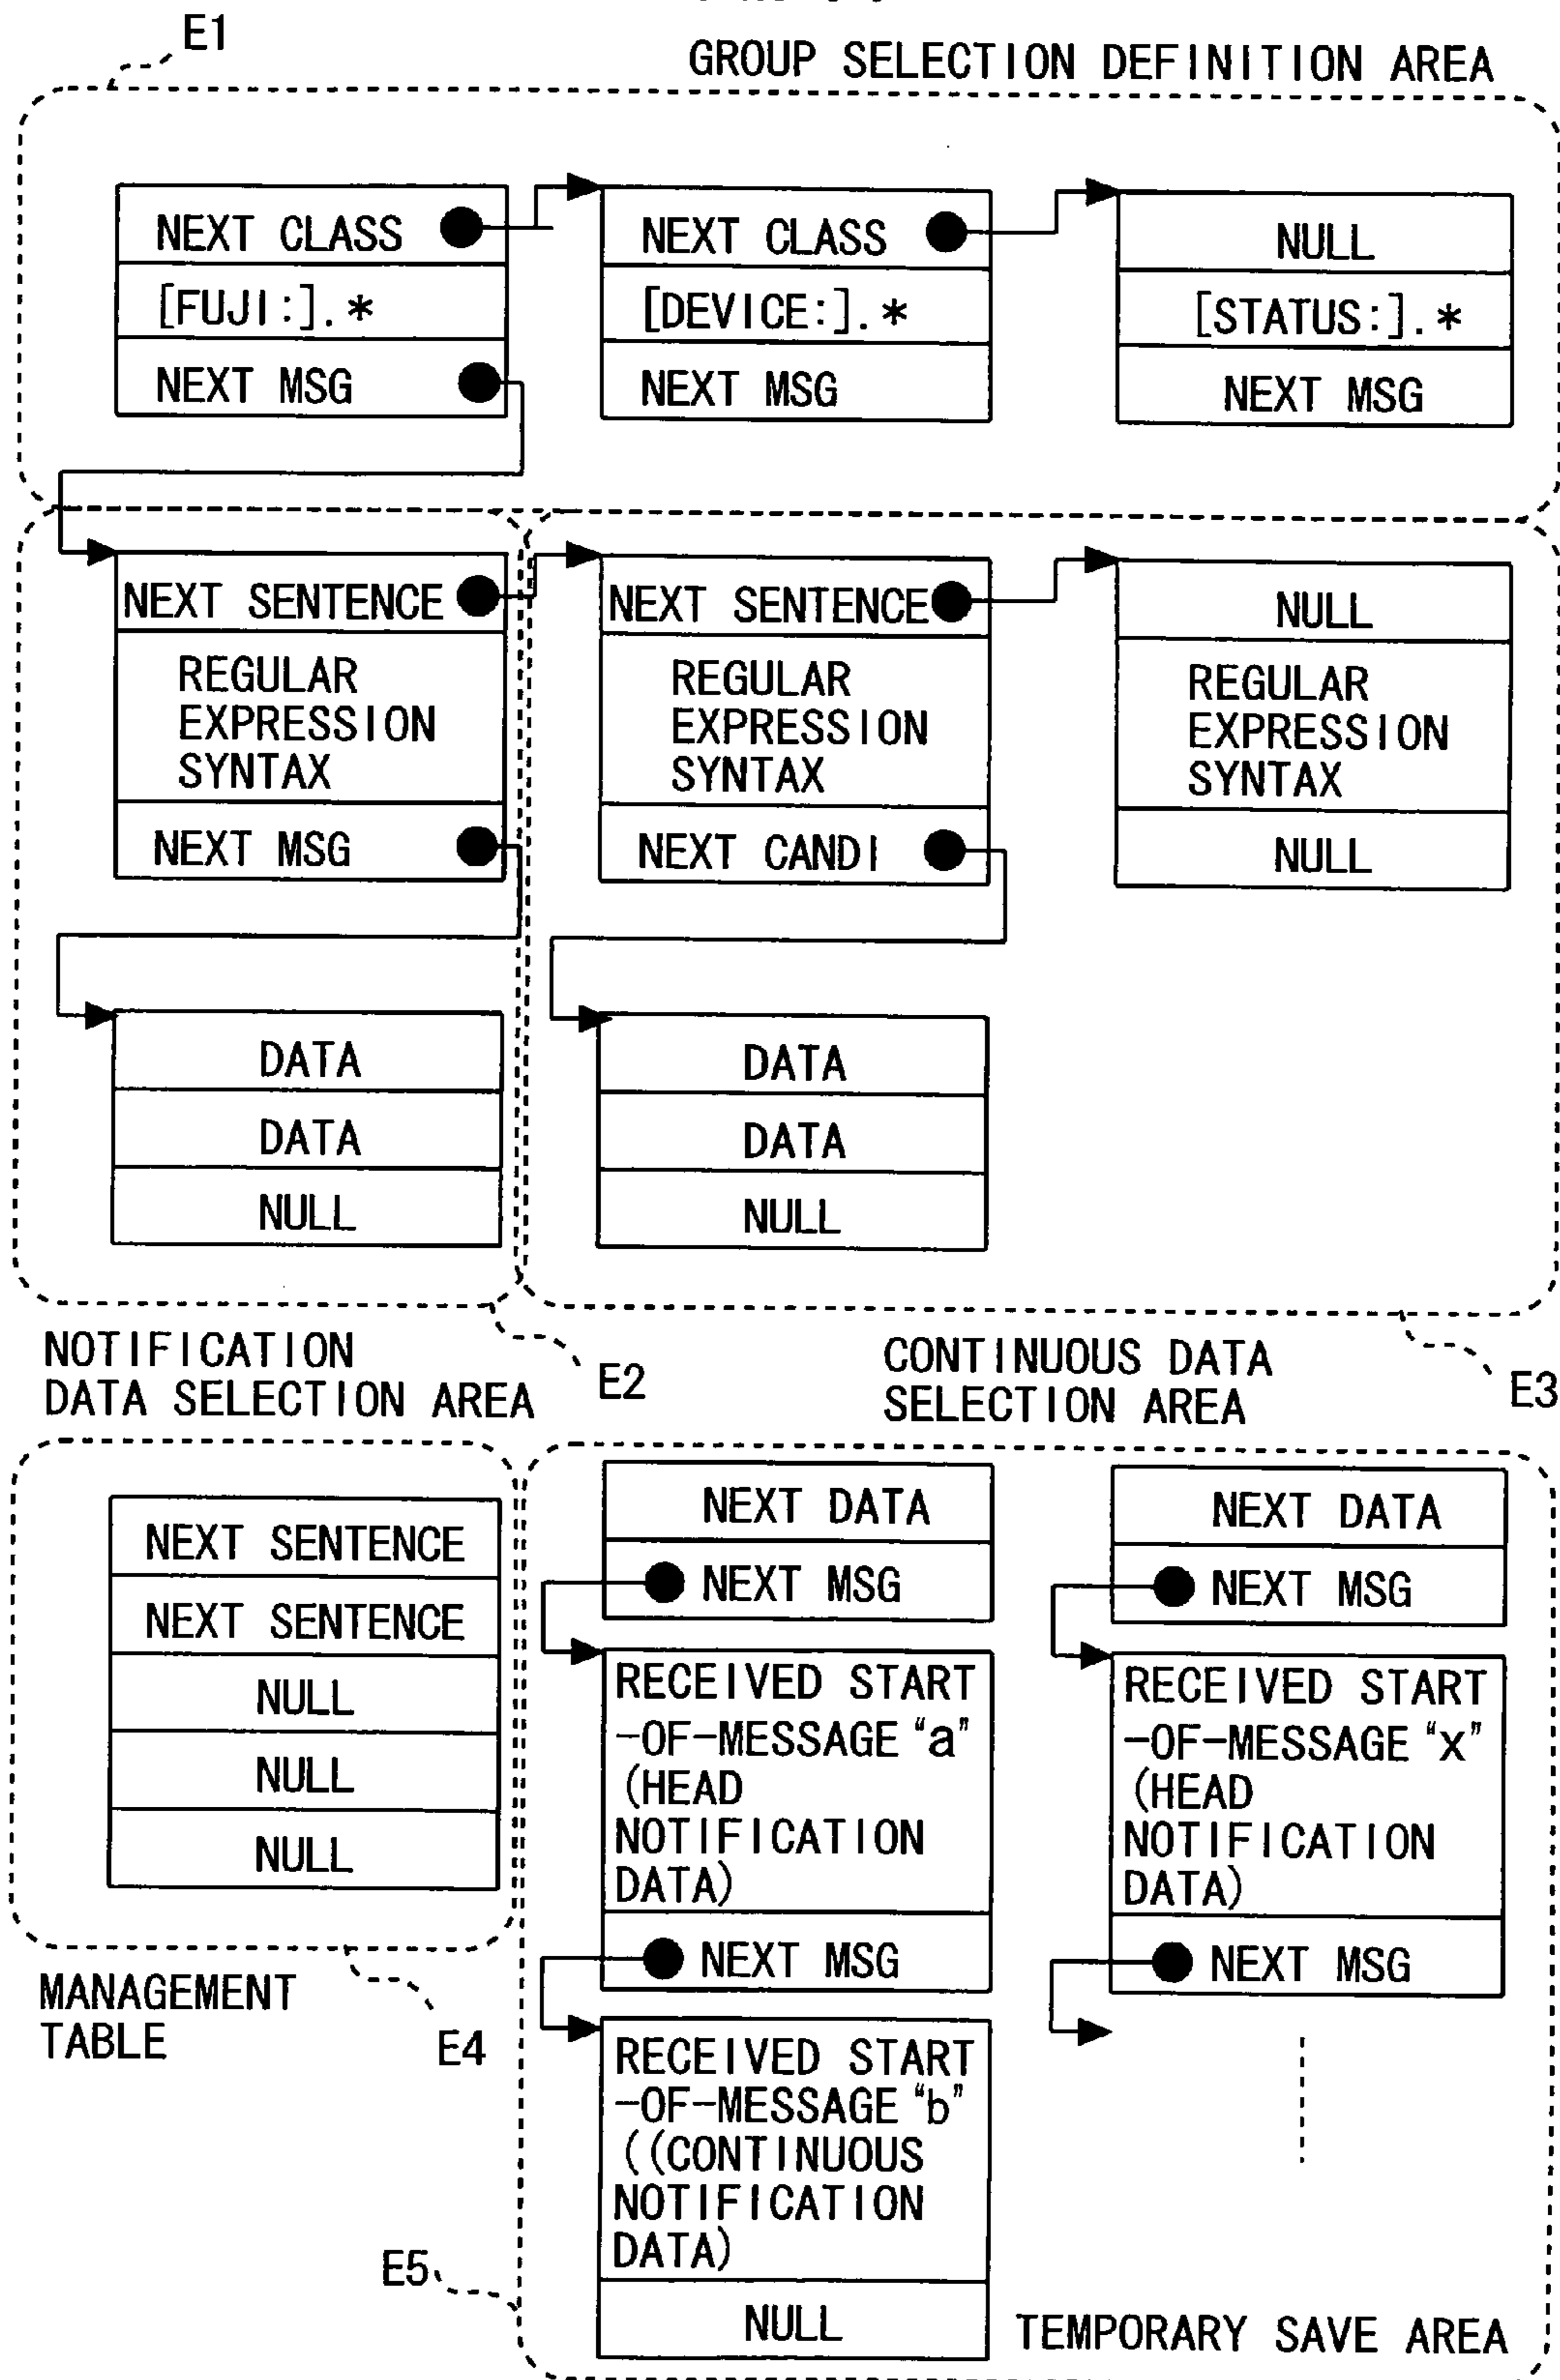 E1
GROUP SELECTION DEFINITION AREA
NEXT CLASS
[FUJI:].*
NEXT MSG
NEXT CLASS
[DEVICE:].*
NEXT MSG
NULL
[STATUS:].*
NEXT MSG
NEXT SENTENCE
REGULAR
EXPRESSION
SYNTAX
NEXT MSG
NEXT SENTENCE
REGULAR
EXPRESSION
SYNTAX
NEXT CANDI
NULL
REGULAR
EXPRESSION
SYNTAX
NULL
DATA
DATA
NULL
DATA
DATA
NULL
NOTIFICATION
DATA SELECTION AREA
E2
CONTINUOUS DATA
SELECTION AREA
E3
NEXT SENTENCE
NEXT SENTENCE
NULL
NULL
NULL
MANAGEMENT
TABLE
E4
NEXT DATA
NEXT MSG
RECEIVED START
-OF-MESSAGE “a”
(HEAD
NOTIFICATION
DATA)
NEXT MSG
RECEIVED START
-OF-MESSAGE “b”
((CONTINUOUS
NOTIFICATION
DATA)
NULL
NEXT DATA
NEXT MSG
RECEIVED START
-OF-MESSAGE “x”
(HEAD
NOTIFICATION
DATA)
NEXT MSG
E5
TEMPORARY SAVE AREA